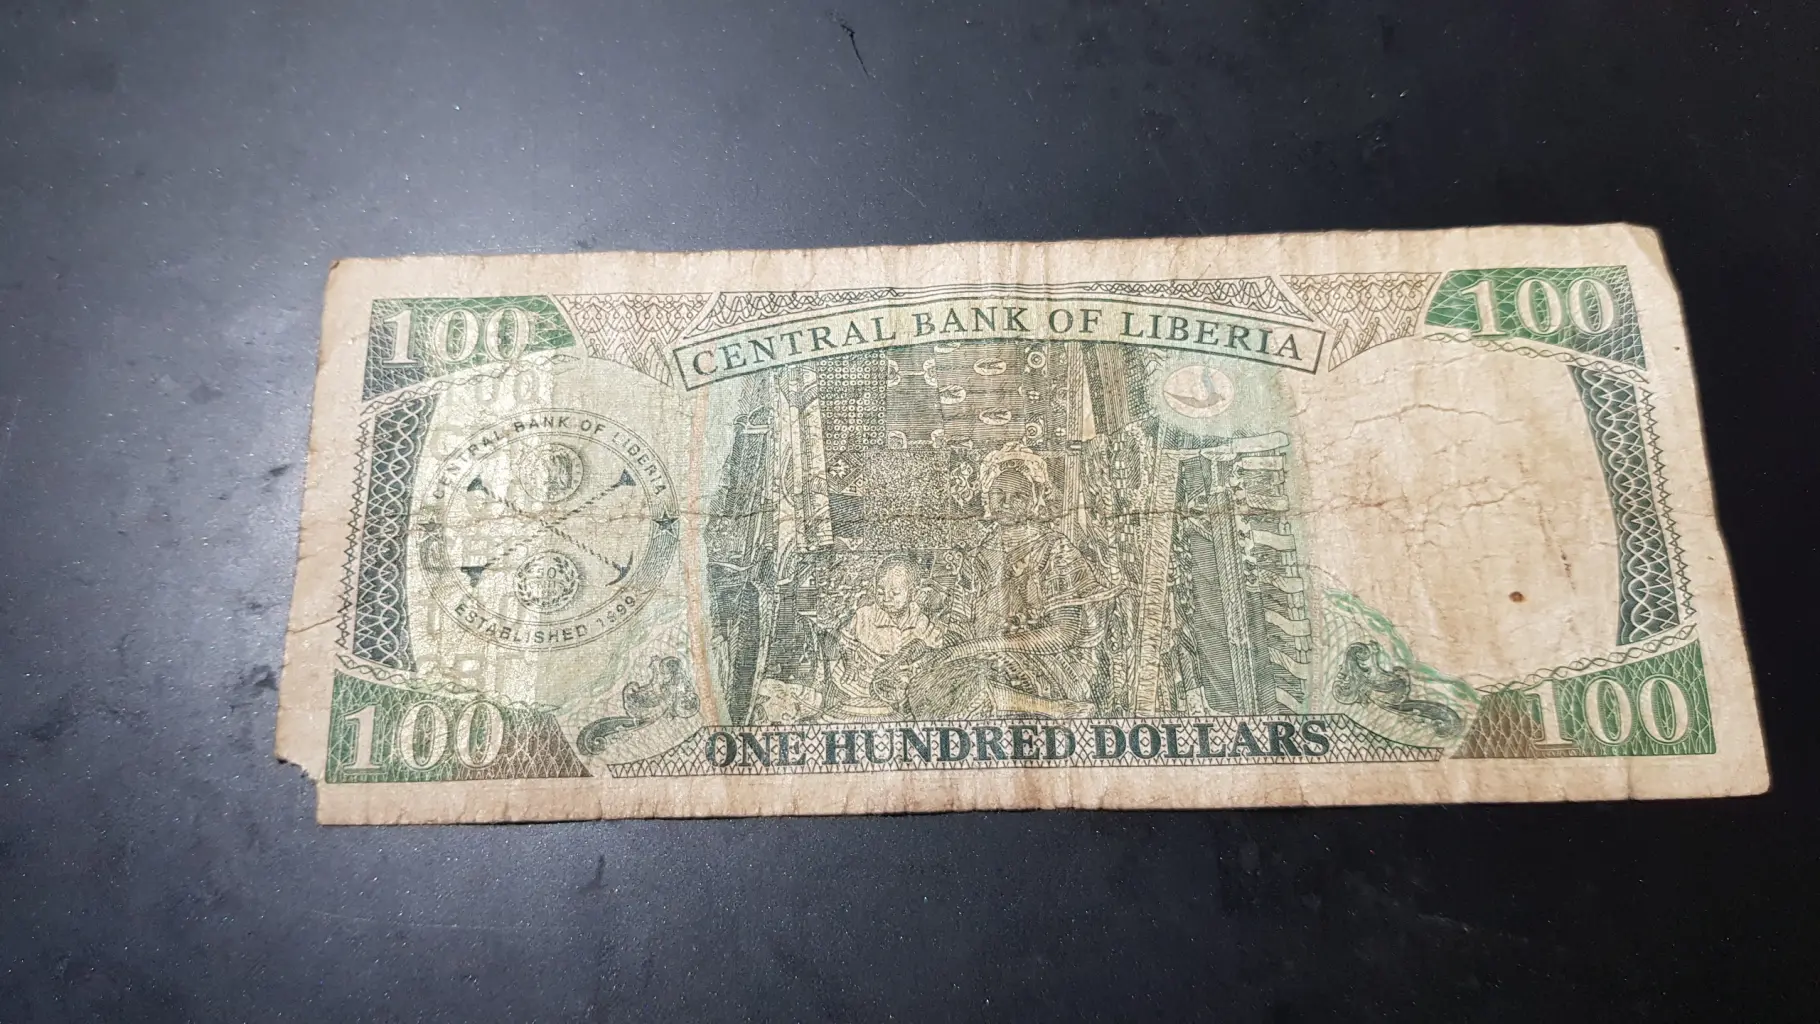 100
100
CENTRAL BANK OF LIBERIA
CENTRAL BANK OF LIBERIA
ESTABLISHED 1999
100
ONE HUNDRED DOLLARS
100